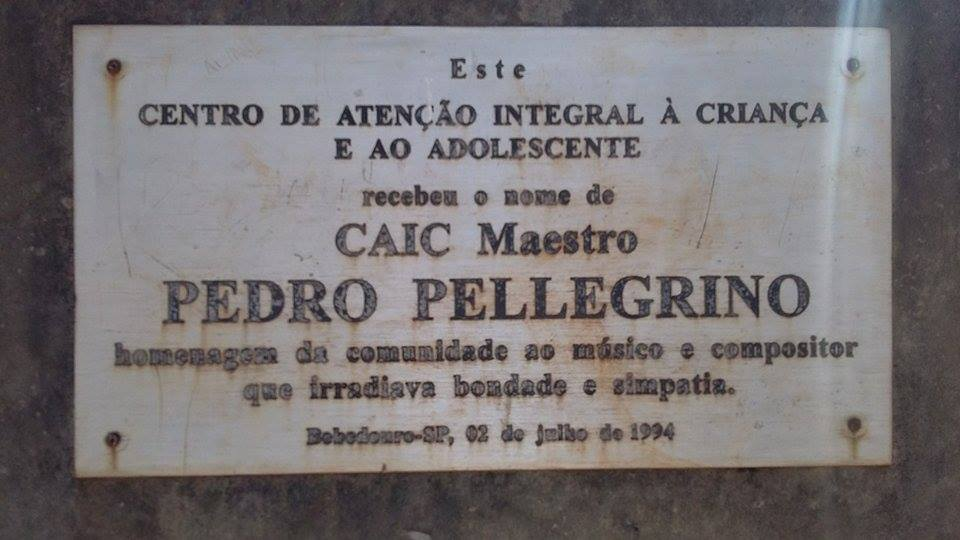 Este
CENTRO DE ATENÇÃO INTEGRAL À CRIANÇA
E AO ADOLESCENTE
recebeu o nome de
CAIC Maestro
PEDRO PELLEGRINO
homenagem da comunidade ao músico e compositor
que irradiava bondade e simpatia.
Bebedouro-SP, 02 de julho de 1994